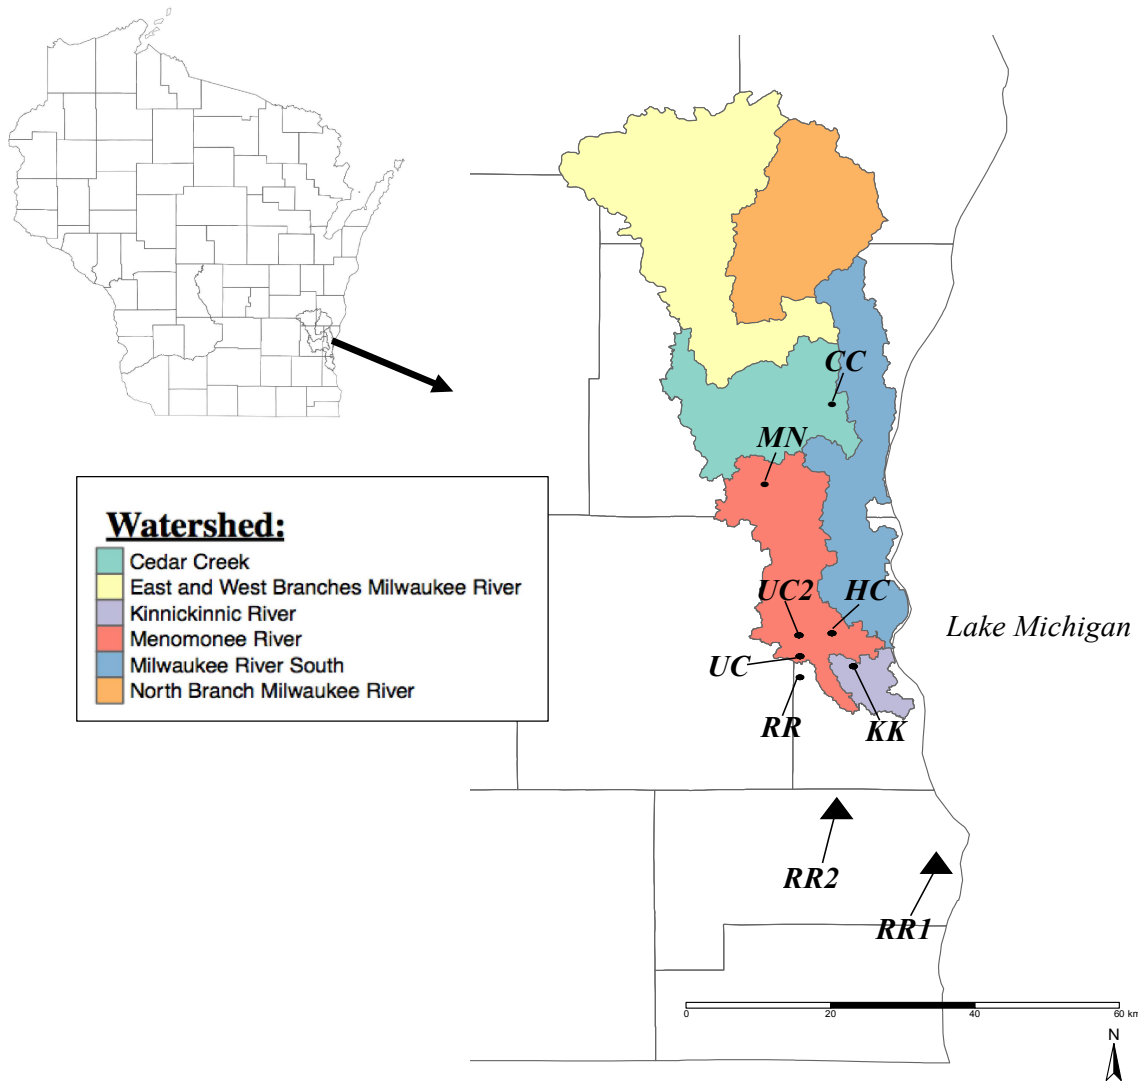 CC
MN
Watershed:
Cedar Creek
East and West Branches Milwaukee River
Kinnickinnic River
Menomonee River
Milwaukee River South
North Branch Milwaukee River
UC2
HC
Lake Michigan
UC
RR
KK
RR2
RR1
0 20 40 60 km
N